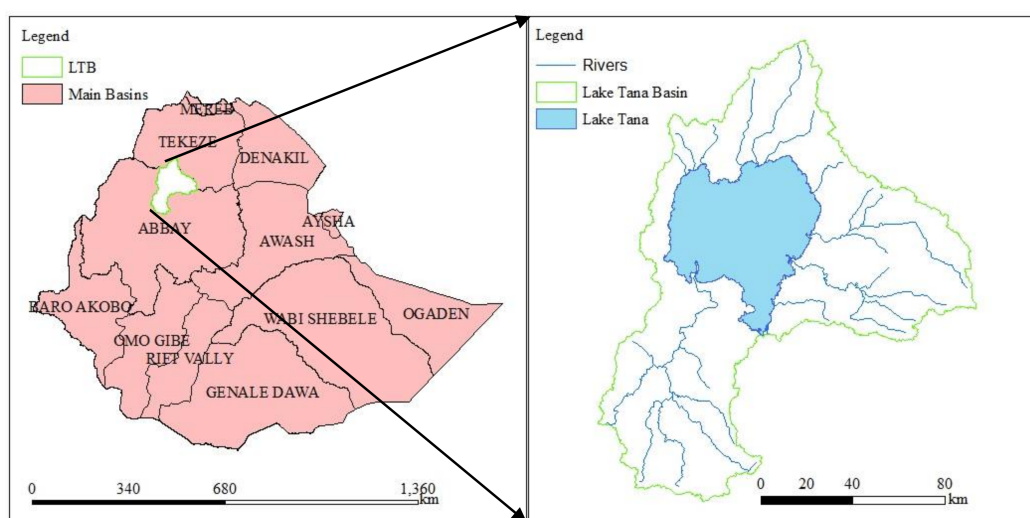 Legend
LTB
Main Basins
MEREB
TEKEZE
DENAKIL
AYSHA
ABBAY
AWASH
BARO AKOBO
WABI SHEBELE
OGADEN
OMO GIBE
RIFT VALLY
GENALE DAWA
0 340 680 1,360
km
Legend
Rivers
Lake Tana Basin
Lake Tana
0 20 40 80
km